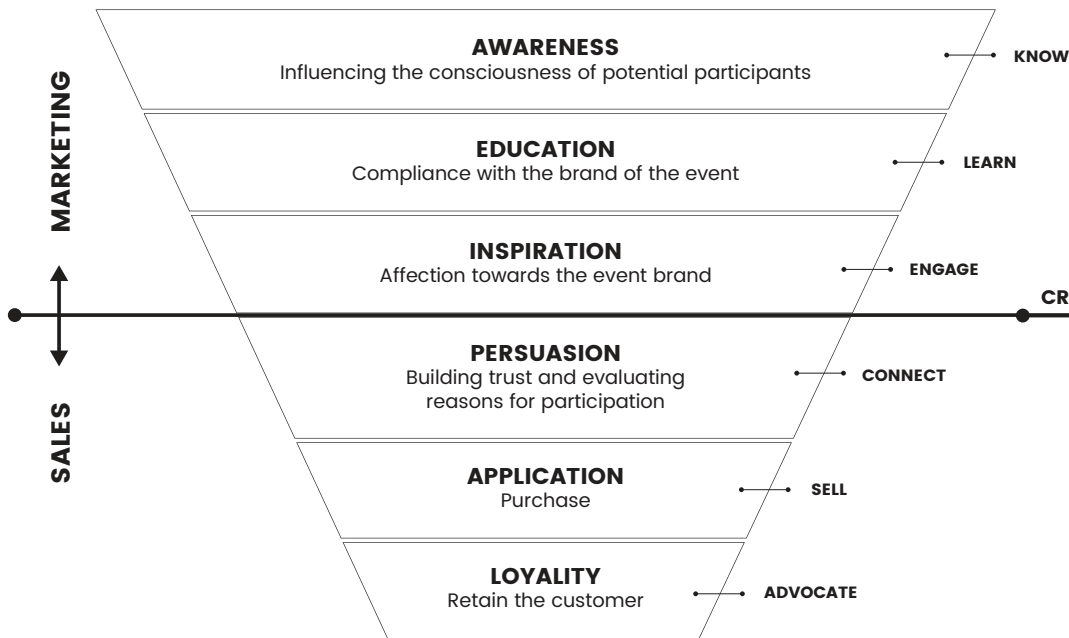 MARKETING
SALES
AWARENESS
Influencing the consciousness of potential participants
KNOW
EDUCATION
Compliance with the brand of the event
LEARN
INSPIRATION
Affection towards the event brand
ENGAGE
CR
PERSUASION
Building trust and evaluating
reasons for participation
CONNECT
APPLICATION
Purchase
SELL
LOYALITY
Retain the customer
ADVOCATE